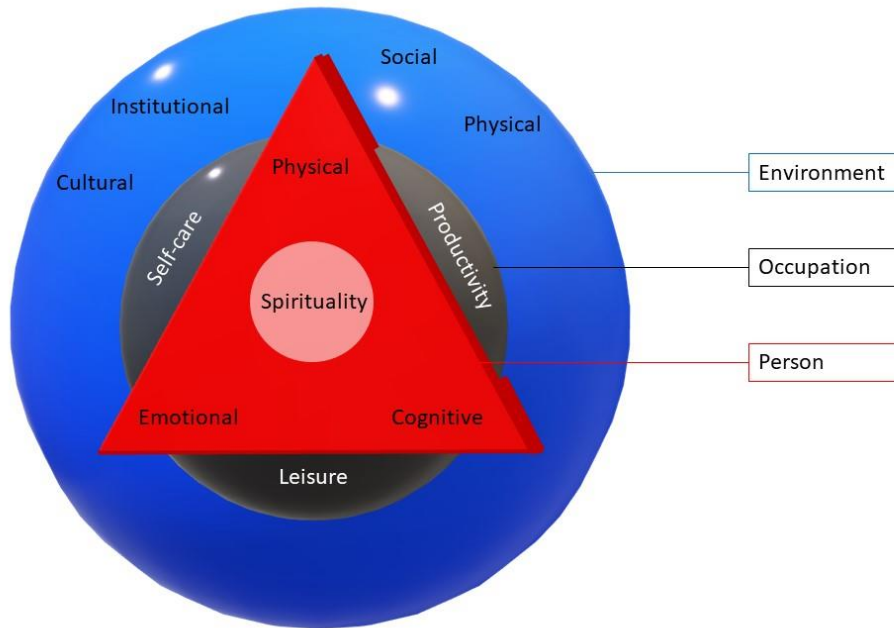 Social
Institutional
Physical
Cultural
Physical
Self-care
Productivity
Spirituality
Emotional
Cognitive
Leisure
Environment
Occupation
Person